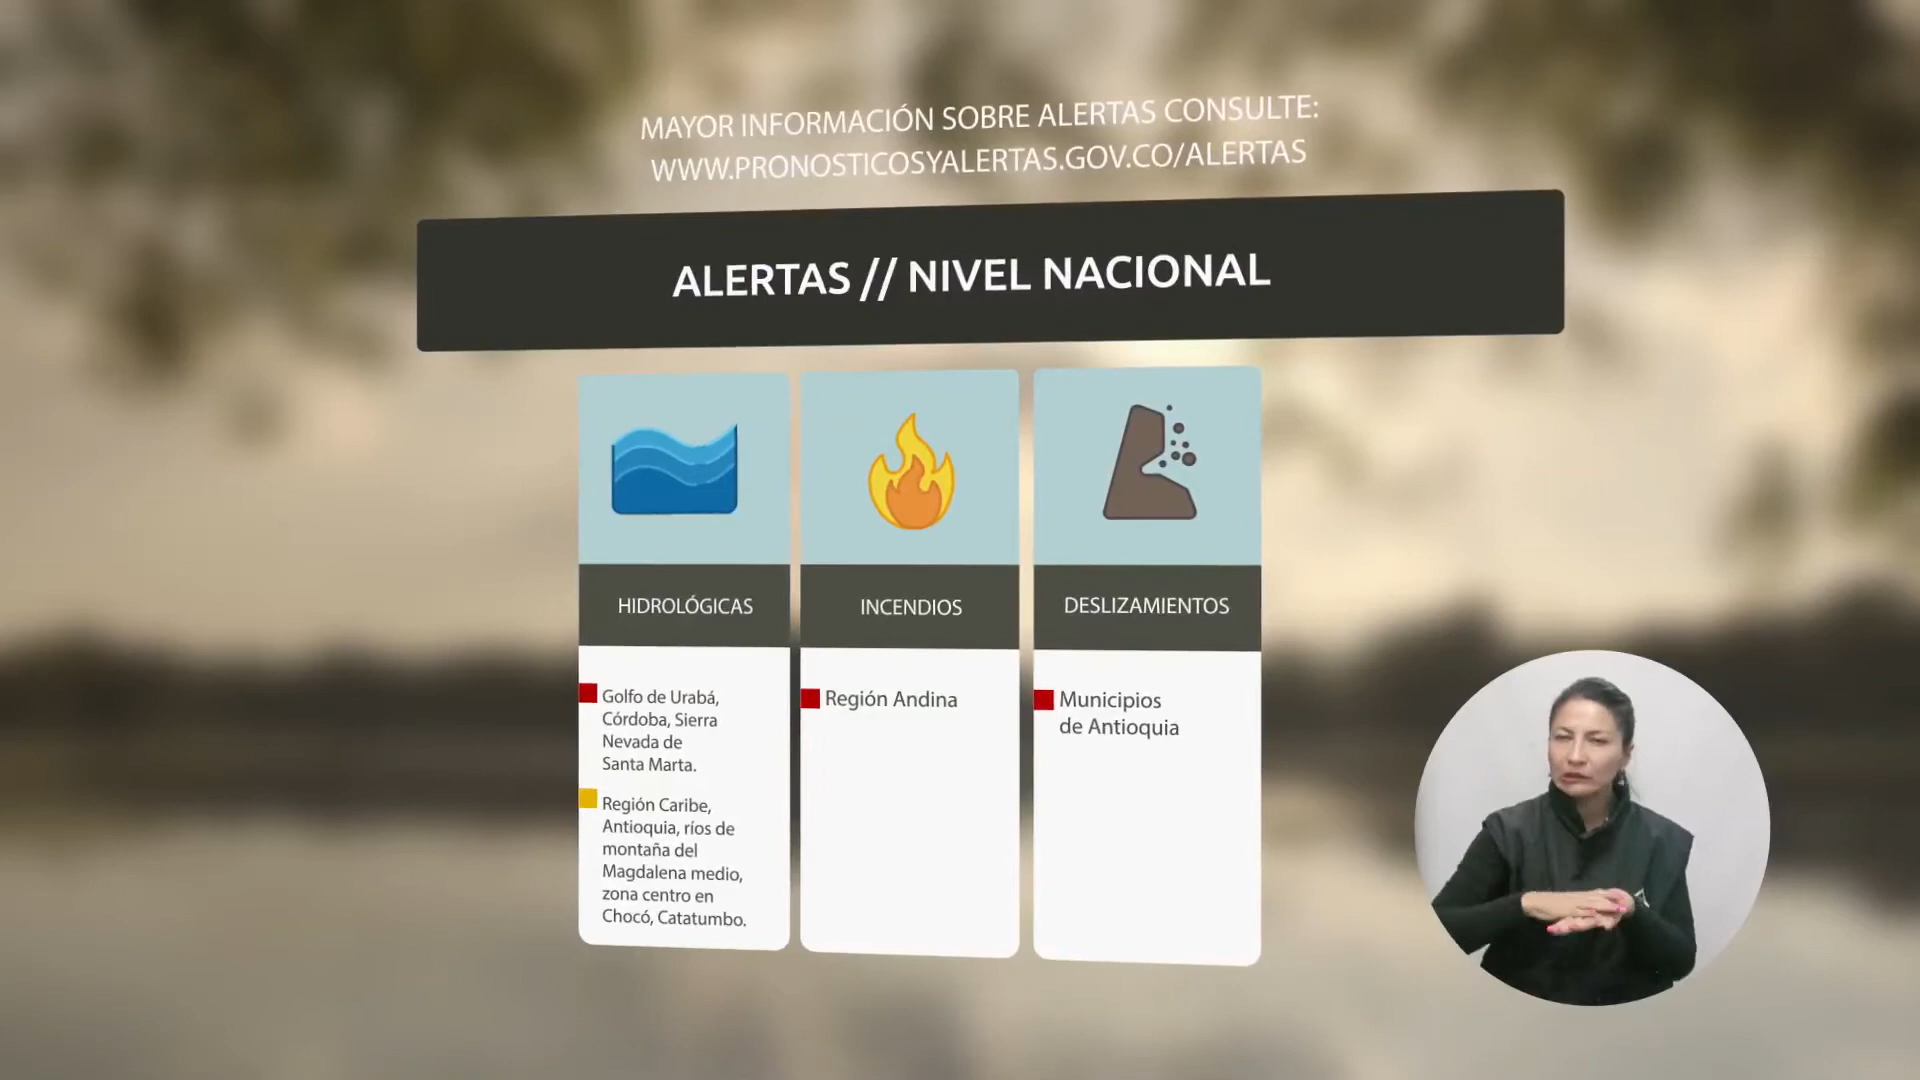 MAYOR INFORMACIÓN SOBRE ALERTAS CONSULTE:
WWW.PRONOSTICOSYALERTAS.GOV.CO/ALERTAS
ALERTAS // NIVEL NACIONAL
HIDROLÓGICAS
Golfo de Urabá,
Córdoba, Sierra
Nevada de
Santa Marta.
Región Caribe,
Antioquia, ríos de
montaña del
Magdalena medio,
zona centro en
Chocó, Catatumbo.
INCENDIOS
Región Andina
DESLIZAMIENTOS
Municipios
de Antioquia